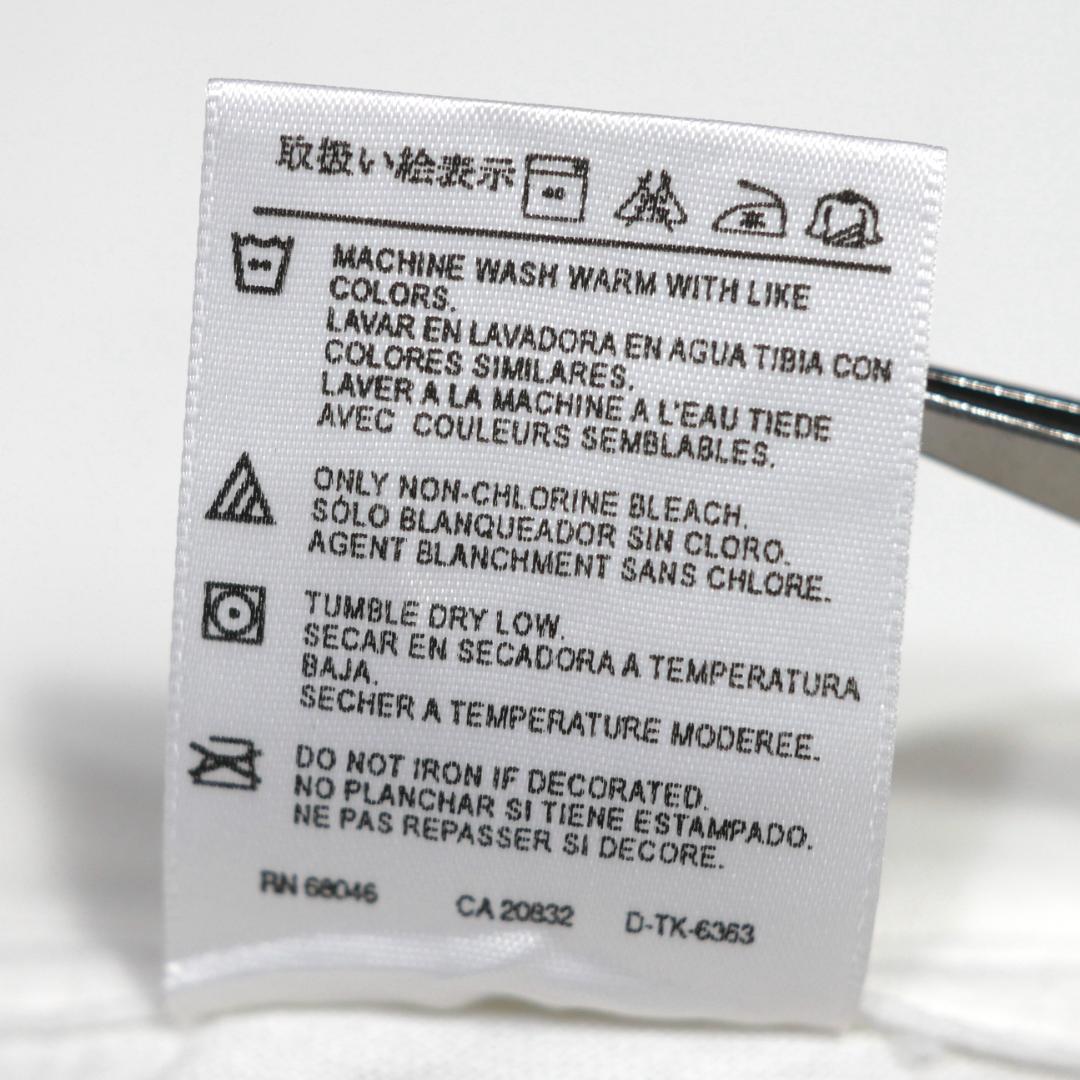 取扱い絵表示
MACHINE WASH WARM WITH LIKE
COLORS.
LAVAR EN LAVADORA EN AGUA TIBIA CON
COLORES SIMILARES.
LAVER A LA MACHINE A L'EAU TIEDE
AVEC COULEURS SEMBLABLES.
ONLY NON-CHLORINE BLEACH.
SÓLO BLANQUEADOR SIN CLORO.
AGENT BLANCHMENT SANS CHLORE.
TUMBLE DRY LOW.
SECAR EN SECADORA A TEMPERATURA
BAJA.
SECHER A TEMPERATURE MODEREE.
DO NOT IRON IF DECORATED.
NO PLANCHAR SI TIENE ESTAMPADO.
NE PAS REPASSER SI DECORE.
RN 68046 CA 20832 D-TK-6363